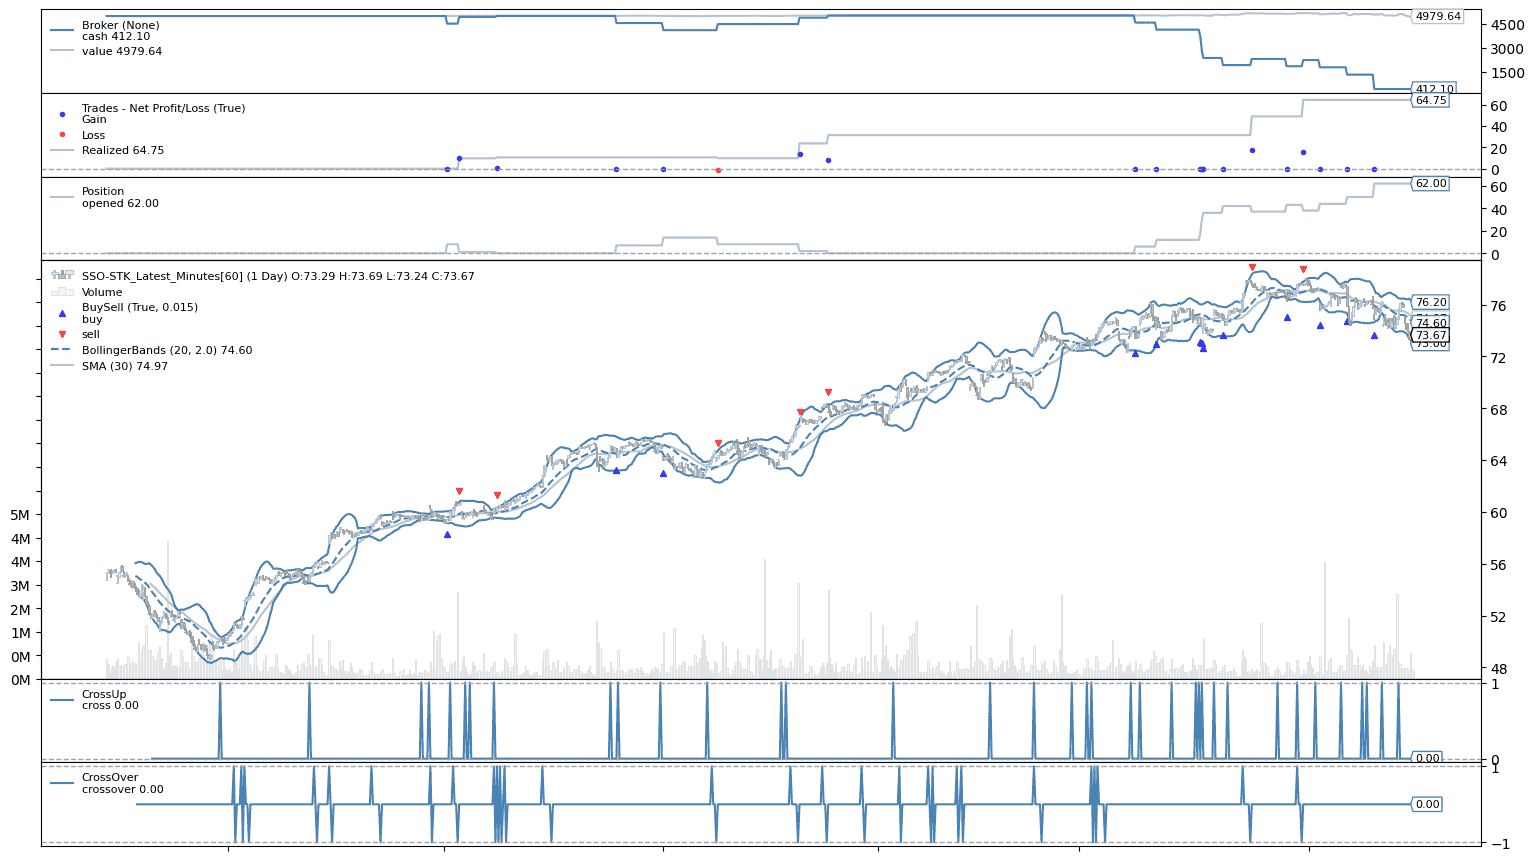 Broker (None)
cash 412.10
value 4979.64
4979.64
4500
3000
1500
412.10
Trades - Net Profit/Loss (True)
Gain
Loss
Realized 64.75
64.75
60
40
20
0
Position
opened 62.00
62.00
60
40
20
0
SSO-STK_Latest_Minutes[60] (1 Day) O:73.29 H:73.69 L:73.24 C:73.67
Volume
BuySell (True, 0.015)
buy
sell
BollingerBands (20, 2.0) 74.60
SMA (30) 74.97
76.20
76
74.60
73.67
72
68
64
60
56
52
48
5M
4M
4M
3M
2M
1M
0M
0M
CrossUp
cross 0.00
1
0.00
0
CrossOver
crossover 0.00
1
0.00
−1